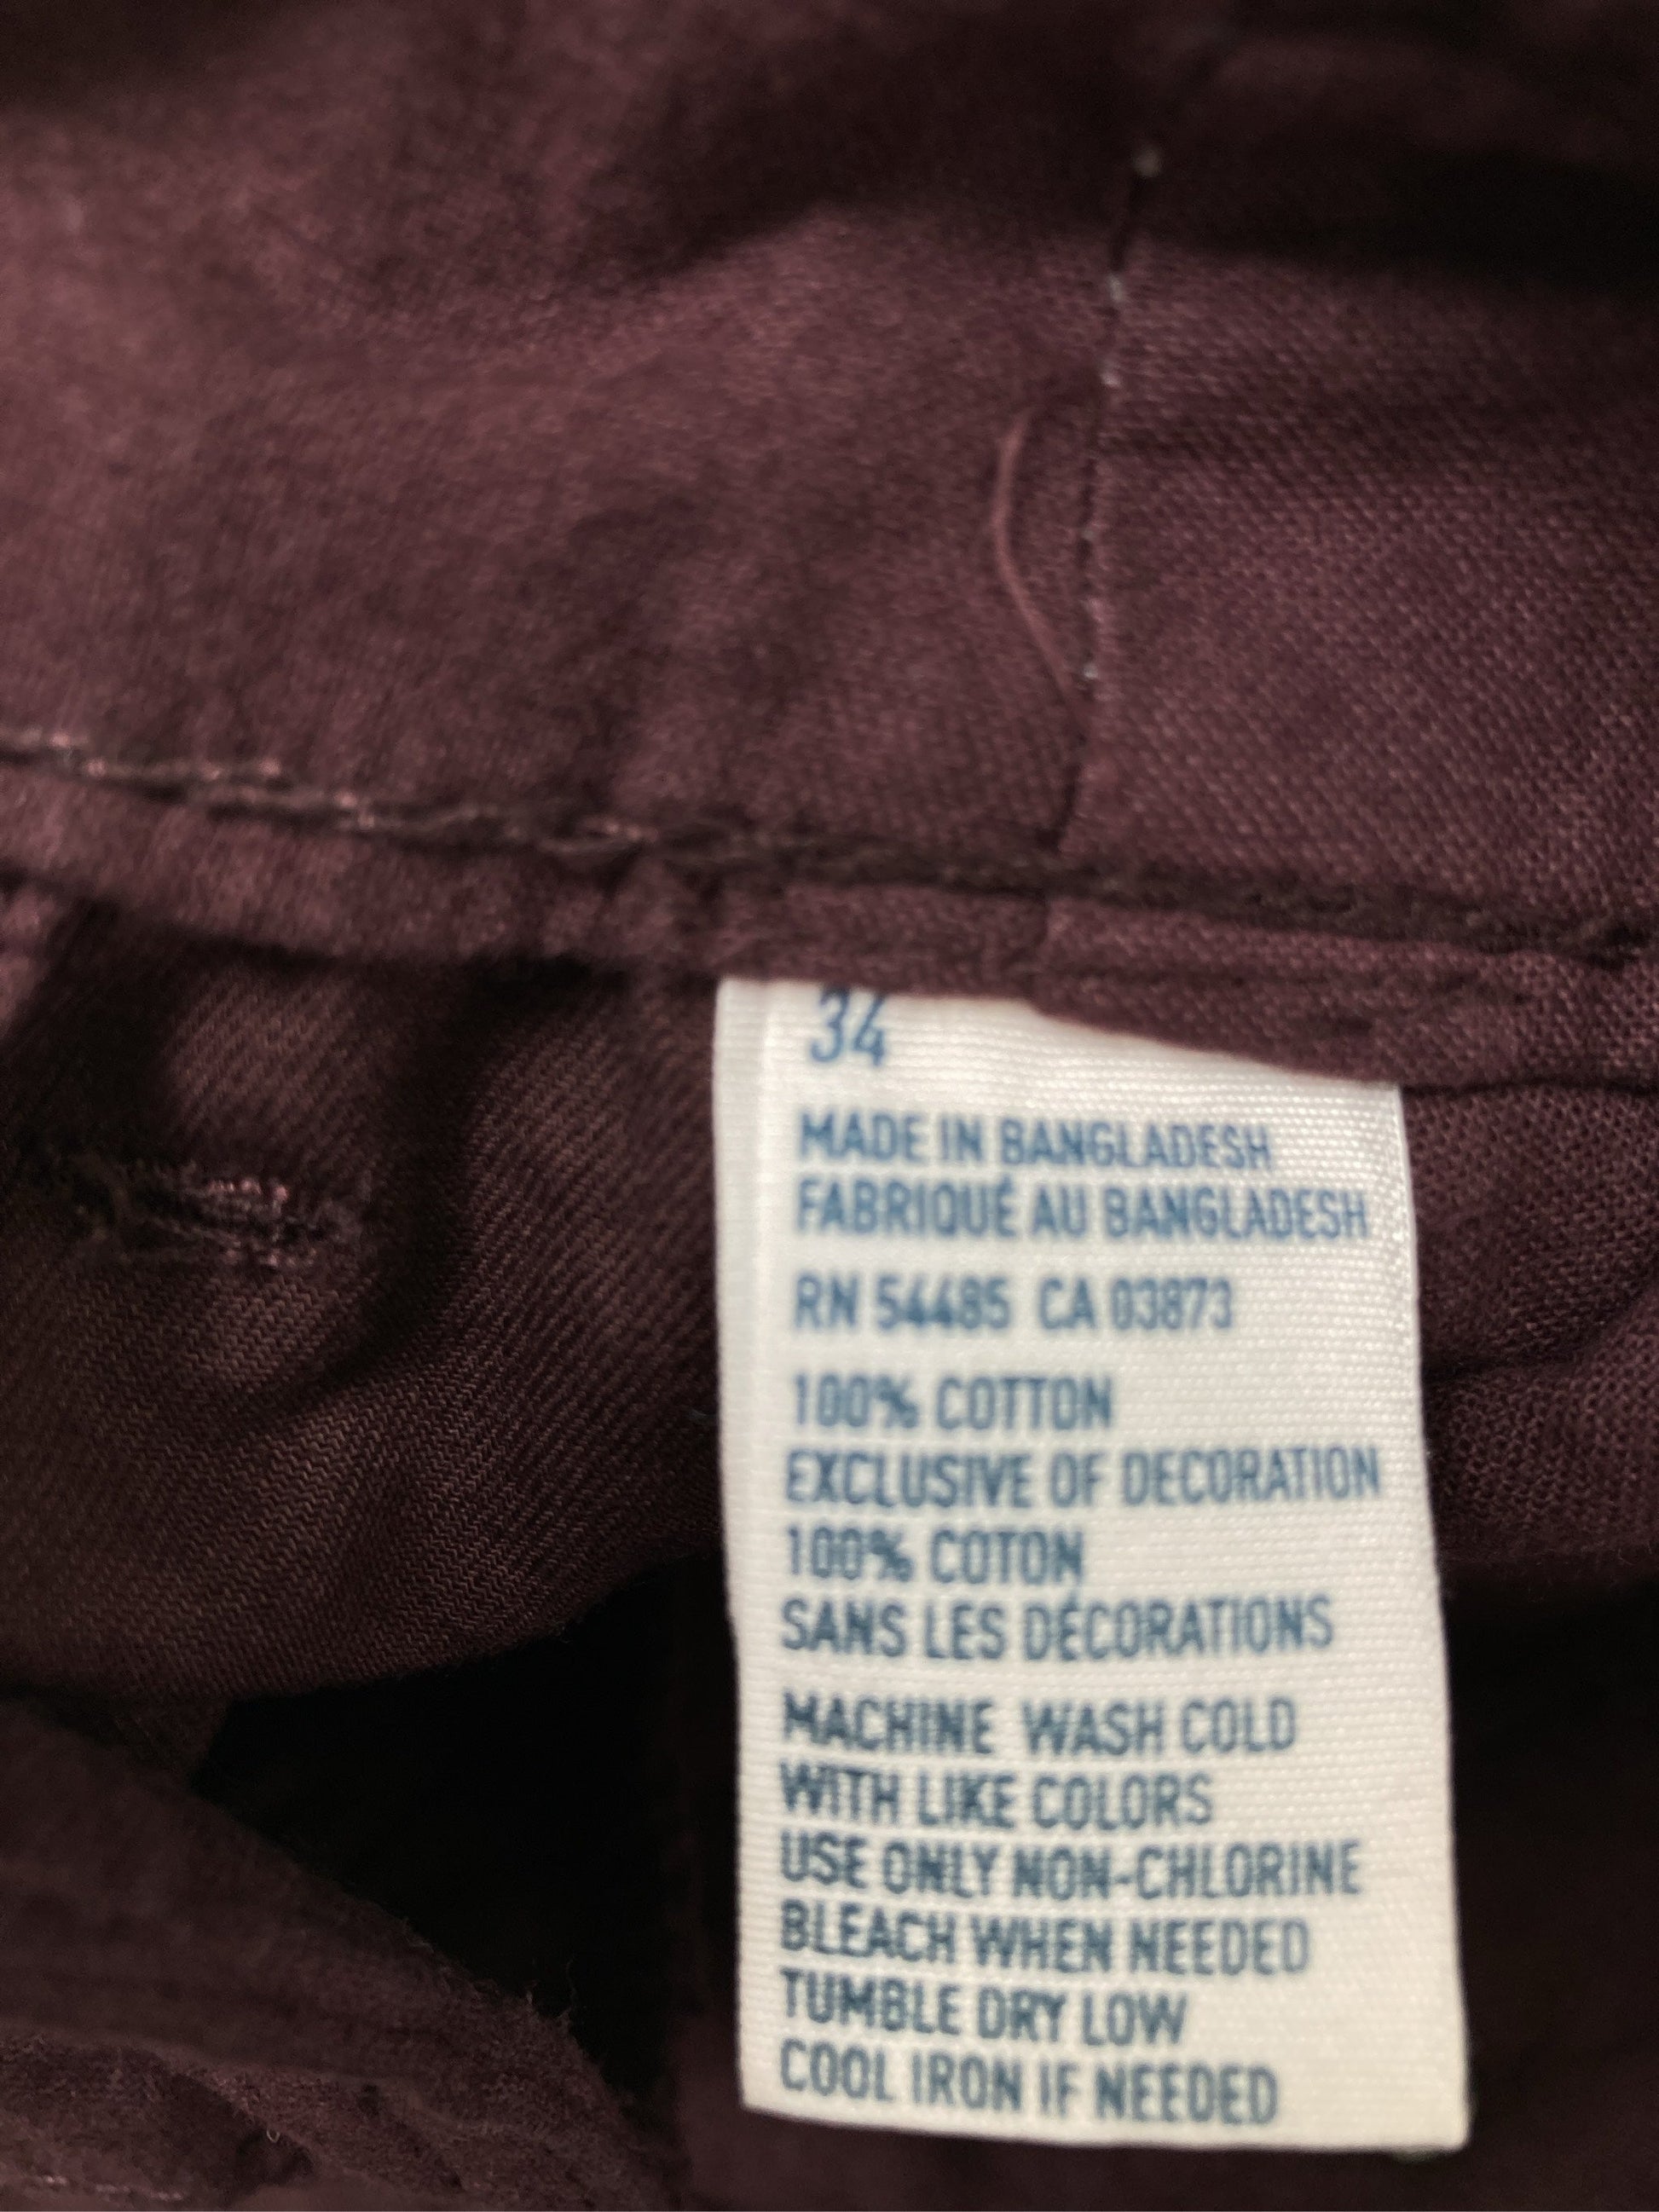 34
MADE IN BANGLADESH
FABRIQUÉ AU BANGLADESH
RN 54485 CA 03873
100% COTTON
EXCLUSIVE OF DECORATION
100% COTON
SANS LES DÉCORATIONS
MACHINE WASH COLD
WITH LIKE COLORS
USE ONLY NON-CHLORINE
BLEACH WHEN NEEDED
TUMBLE DRY LOW
COOL IRON IF NEEDED